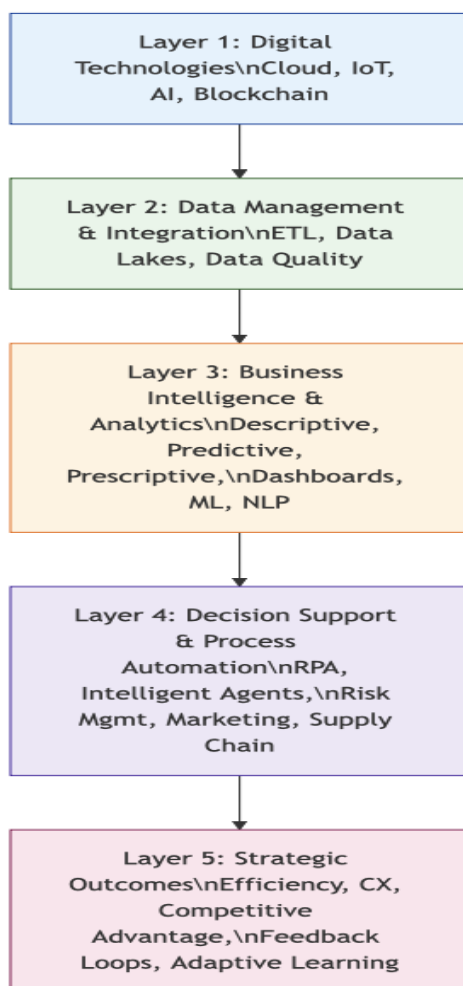 Layer 1: Digital
Technologies\nCloud, IoT,
AI, Blockchain
Layer 2: Data Management
& Integration\nETL, Data
Lakes, Data Quality
Layer 3: Business
Intelligence &
Analytics\nDescriptive,
Predictive,
Prescriptive,\nDashboards,
ML, NLP
Layer 4: Decision Support
& Process
Automation\nRPA,
Intelligent Agents,\nRisk
Mgmt, Marketing, Supply
Chain
Layer 5: Strategic
Outcomes\nEfficiency, CX,
Competitive
Advantage,\nFeedback
Loops, Adaptive Learning